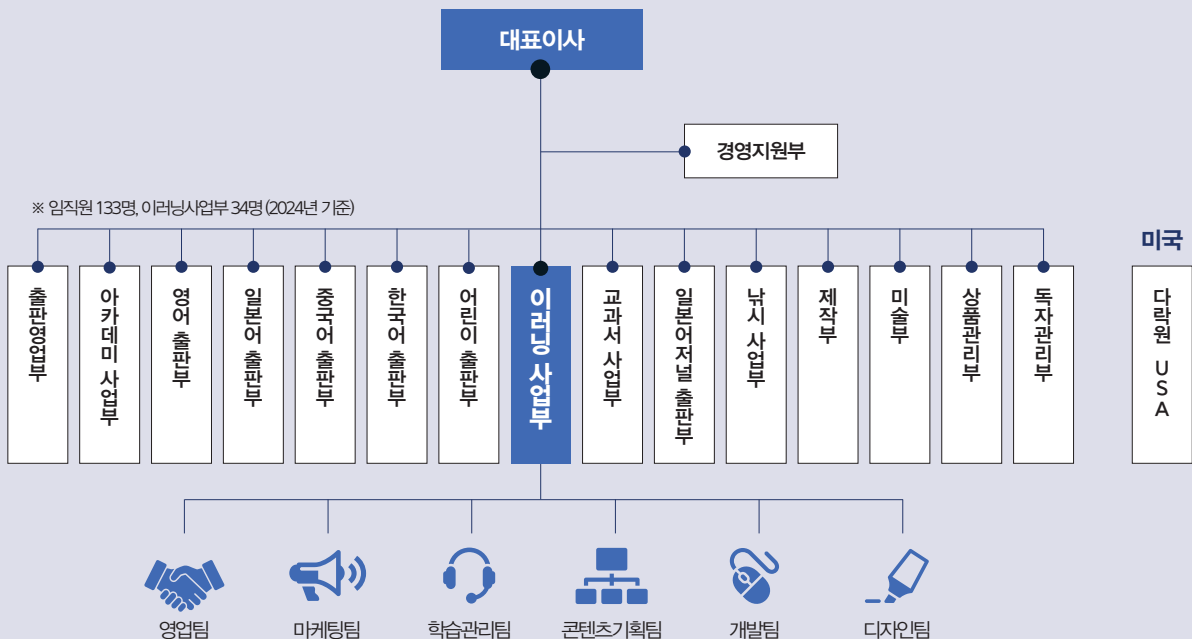 대표이사
경영지원부
※ 임직원 133명, 이러닝사업부 34명 (2024년 기준)
미국
출판영업부
아카데미 사업부
영어 출판부
일본어 출판부
중국어 출판부
한국어 출판부
어린이 출판부
이러닝 사업부
교과서 사업부
일본어저널 출판부
낚시 사업부
제작부
미술부
상품관리부
독자관리부
다락원 USA
영업팀
마케팅팀
학습관리팀
콘텐츠기획팀
개발팀
디자인팀